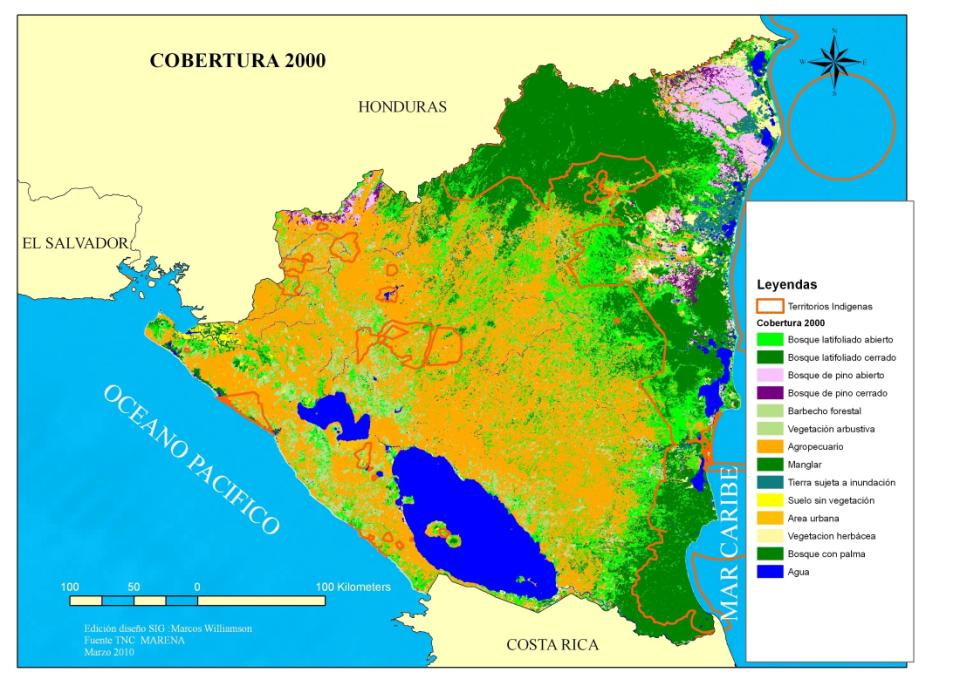 COBERTURA 2000
HONDURAS
EL SALVADOR
OCEANO PACIFICO
MAR CARIBE
COSTA RICA
N
W
E
S
100
50
0
100 Kilometers
Edición diseño SIG :Marcos Williamson
Fuente TNC MARENA
Marzo 2010
Leyendas
Territorios Indigenas
Cobertura 2000
Bosque latifoliado abierto
Bosque latifoliado cerrado
Bosque de pino abierto
Bosque de pino cerrado
Barbecho forestal
Vegetación arbustiva
Agropecuario
Manglar
Tierra sujeta a inundación
Suelo sin vegetación
Area urbana
Vegetacion herbácea
Bosque con palma
Agua